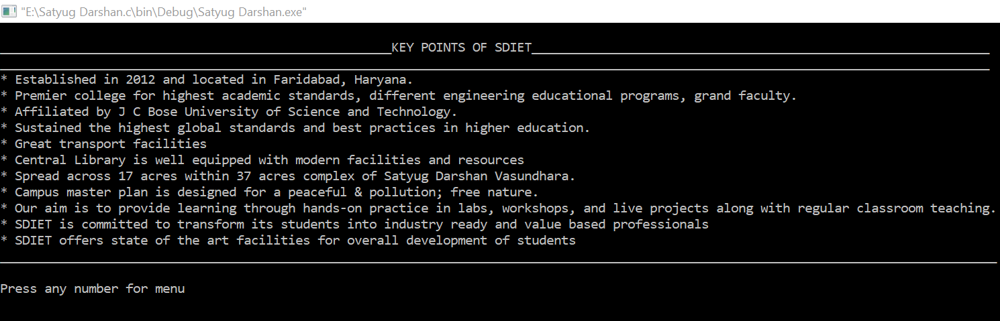 "E:\Satyug Darshan.c\bin\Debug\Satyug Darshan.exe"
KEY POINTS OF SDIET
* Established in 2012 and located in Faridabad, Haryana.
* Premier college for highest academic standards, different engineering educational programs, grand faculty.
* Affiliated by J C Bose University of Science and Technology.
* Sustained the highest global standards and best practices in higher education.
* Great transport facilities
* Central Library is well equipped with modern facilities and resources
* Spread across 17 acres within 37 acres complex of Satyug Darshan Vasundhara.
* Campus master plan is designed for a peaceful & pollution; free nature.
* Our aim is to provide learning through hands-on practice in labs, workshops, and live projects along with regular classroom teaching.
* SDIET is committed to transform its students into industry ready and value based professionals
* SDIET offers state of the art facilities for overall development of students
Press any number for menu